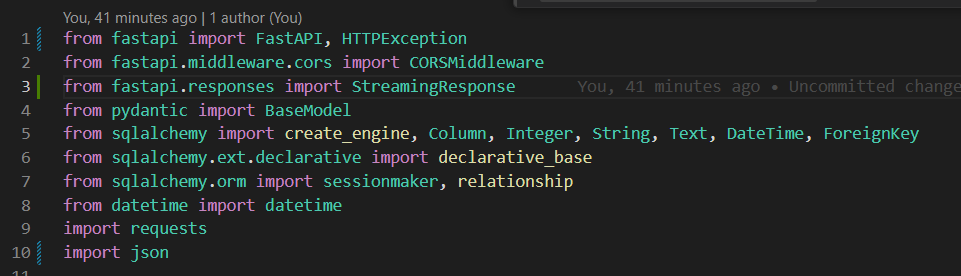 You, 41 minutes ago | 1 author (You)
1 from fastapi import FastAPI, HTTPException
2 from fastapi.middleware.cors import CORSMiddleware
3 from fastapi.responses import StreamingResponse You, 41 minutes ago • Uncommitted change
4 from pydantic import BaseModel
5 from sqlalchemy import create_engine, Column, Integer, String, Text, DateTime, ForeignKey
6 from sqlalchemy.ext.declarative import declarative_base
7 from sqlalchemy.orm import sessionmaker, relationship
8 from datetime import datetime
9 import requests
10 import json
11